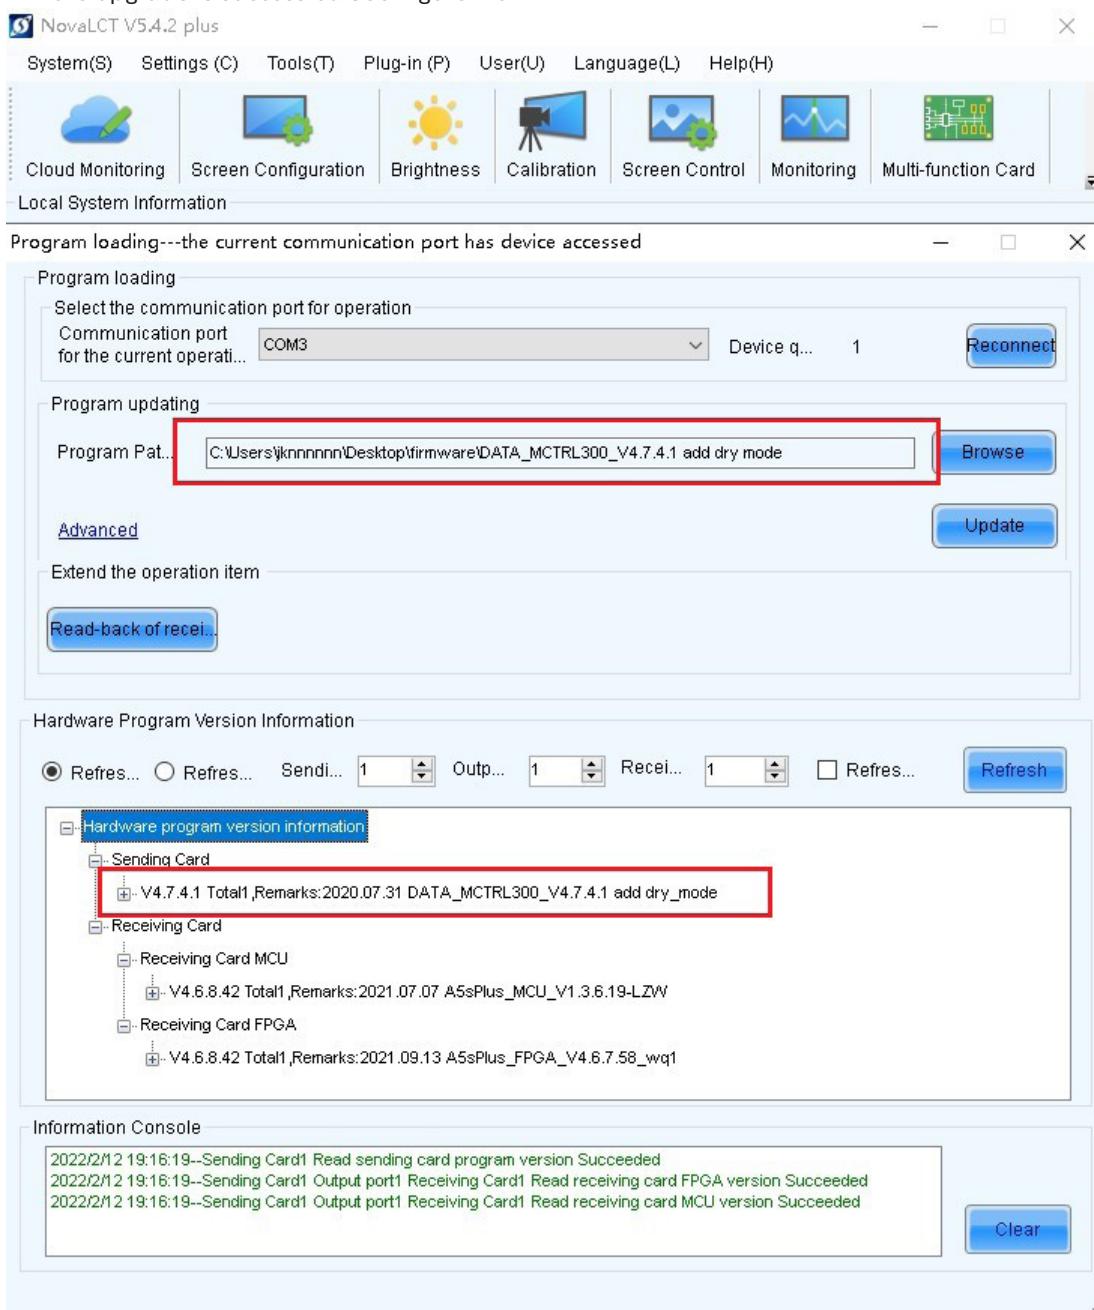 NovaLCT V5.4.2 plus
System(S) Settings (C) Tools(T) Plug-in (P) User(U) Language(L) Help(H)
Cloud Monitoring Screen Configuration Brightness Calibration Screen Control Monitoring Multi-function Card
Local System Information
Program loading---the current communication port has device accessed
Program loading
Select the communication port for operation
Communication port
for the current operati... COM3 Device q... 1 Reconnect
Program updating
Program Pat... C:\Users\jknnnnnn\Desktop\firmware\DATA_MCTRL300_V4.7.4.1 add dry mode Browse
Advanced Update
Extend the operation item
Read-back of recei...
Hardware Program Version Information
Refres... Refres... Sendi... 1 Outp... 1 Recei... 1 Refres... Refresh
Hardware program version information
Sending Card
V4.7.4.1 Total1 ,Remarks:2020.07.31 DATA_MCTRL300_V4.7.4.1 add dry_mode
Receiving Card
Receiving Card MCU
V4.6.8.42 Total1 ,Remarks:2021.07.07 A5sPlus_MCU_V1.3.6.19-LZW
Receiving Card FPGA
V4.6.8.42 Total1 ,Remarks:2021.09.13 A5sPlus_FPGA_V4.6.7.58_wq1
Information Console
2022/2/12 19:16:19--Sending Card1 Read sending card program version Succeeded
2022/2/12 19:16:19--Sending Card1 Output port1 Receiving Card1 Read receiving card FPGA version Succeeded
2022/2/12 19:16:19--Sending Card1 Output port1 Receiving Card1 Read receiving card MCU version Succeeded
Clear